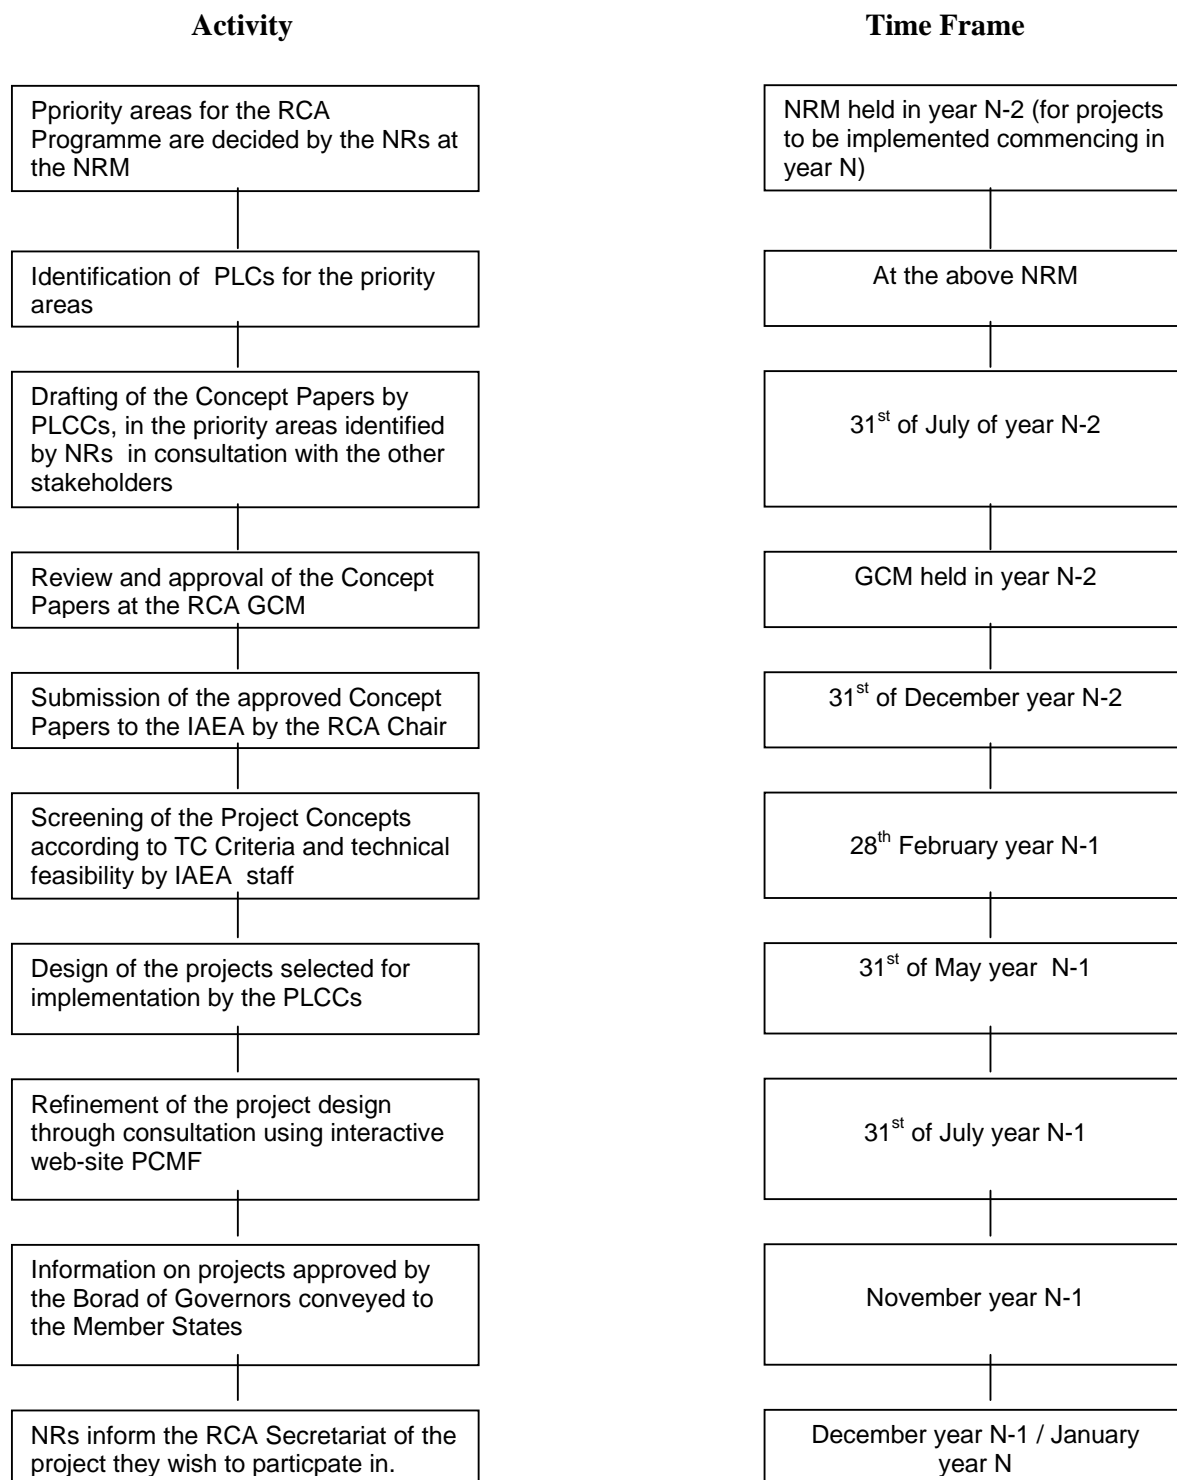 Activity
Time Frame
Ppriority areas for the RCA
Programme are decided by the NRs at
the NRM
NRM held in year N-2 (for projects
to be implemented commencing in
year N)
Identification of  PLCs for the priority
areas
At the above NRM
Drafting of the Concept Papers by
PLCCs, in the priority areas identified
by NRs  in consultation with the other
stakeholders
31st of July of year N-2
Review and approval of the Concept
Papers at the RCA GCM
GCM held in year N-2
Submission of the approved Concept
Papers to the IAEA by the RCA Chair
31st of December year N-2
Screening of the Project Concepts
according to TC Criteria and technical
feasibility by IAEA  staff
28th February year N-1
Design of the projects selected for
implementation by the PLCCs
31st of May year  N-1
Refinement of the project design
through consultation using interactive
web-site PCMF
31st of July year N-1
Information on projects approved by
the Borad of Governors conveyed to
the Member States
November year N-1
NRs inform the RCA Secretariat of the
project they wish to particpate in.
December year N-1 / January
year N